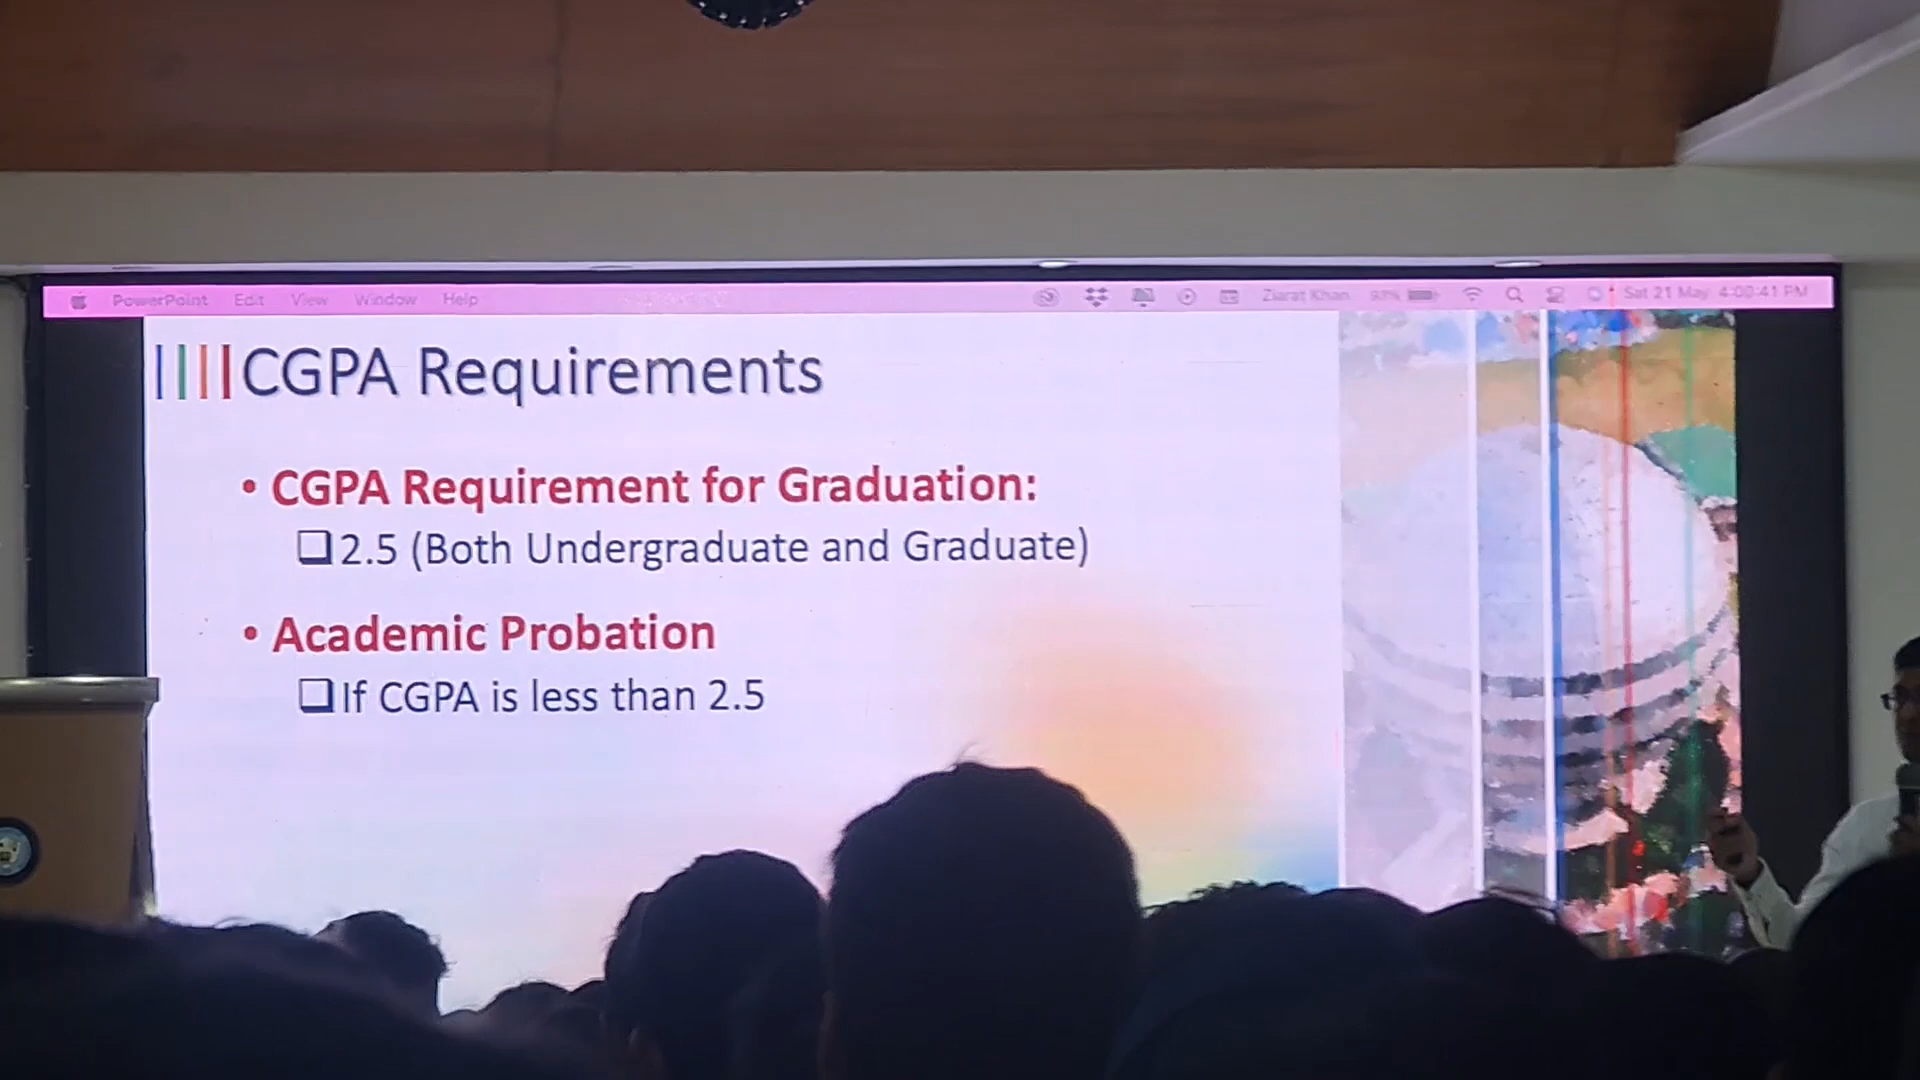 PowerPoint Edit View Window Help Ziarat Khan 93% Sat 21 May 4:00:41 PM
CGPA Requirements
• CGPA Requirement for Graduation:
❑2.5 (Both Undergraduate and Graduate)
• Academic Probation
❑If CGPA is less than 2.5